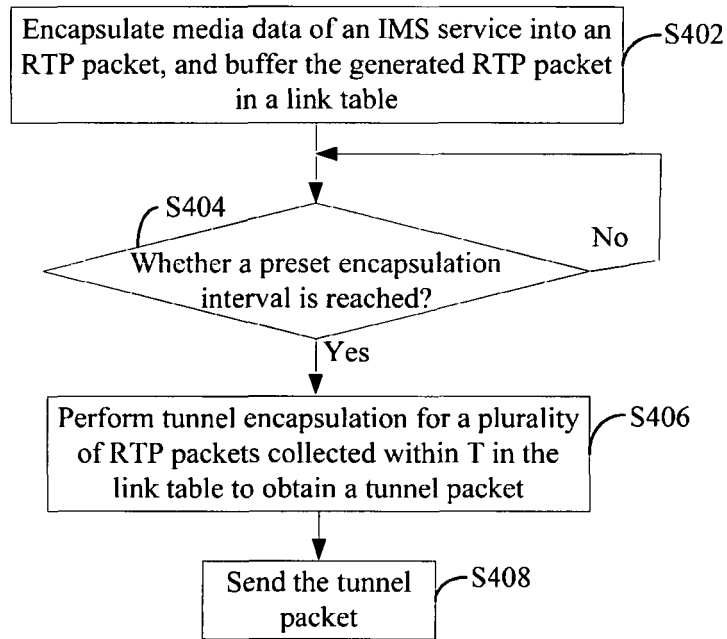 Encapsulate media data of an IMS service into an
RTP packet, and buffer the generated RTP packet
in a link table
S402
S404
No
Whether a preset encapsulation
interval is reached?
Yes
Perform tunnel encapsulation for a plurality
of RTP packets collected within T in the
link table to obtain a tunnel packet
S406
Send the tunnel
packet
S408